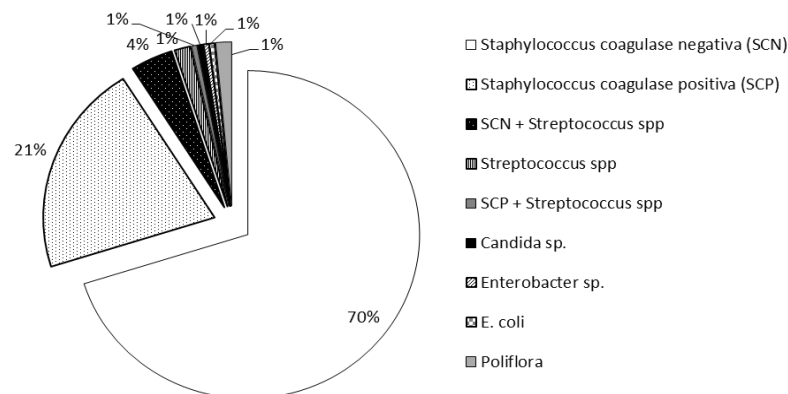 1%
1%
1%
1%
4%
1%
1%
21%
70%
Staphylococcus coagulase negativa (SCN)
Staphylococcus coagulase positiva (SCP)
SCN + Streptococcus spp
Streptococcus spp
SCP + Streptococcus spp
Candida sp.
Enterobacter sp.
E. coli
Poliflora